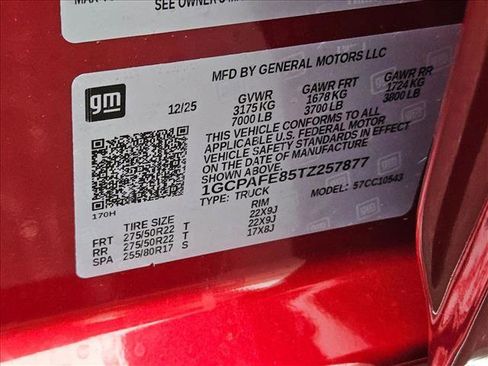 SEE OWNER'S
MFD BY GENERAL MOTORS LLC
gm
12/25 GVWR GAWR FRT GAWR RR
3175 KG 1678 KG 1724 KG
7000 LB 3700 LB 3800 LB
THIS VEHICLE CONFORMS TO ALL
APPLICABLE U.S. FEDERAL MOTOR
VEHICLE SAFETY STANDARDS IN EFFECT
ON THE DATE OF MANUFACTURE
SHOWN ABOVE.
1GCPAFE85TZ257877
TYPE: TRUCK MODEL: 57CC10543
170H
TIRE SIZE RIM
FRT 275/50R22 T 22X9J
RR 275/50R22 T 22X9J
SPA 255/80R17 S 17X8J